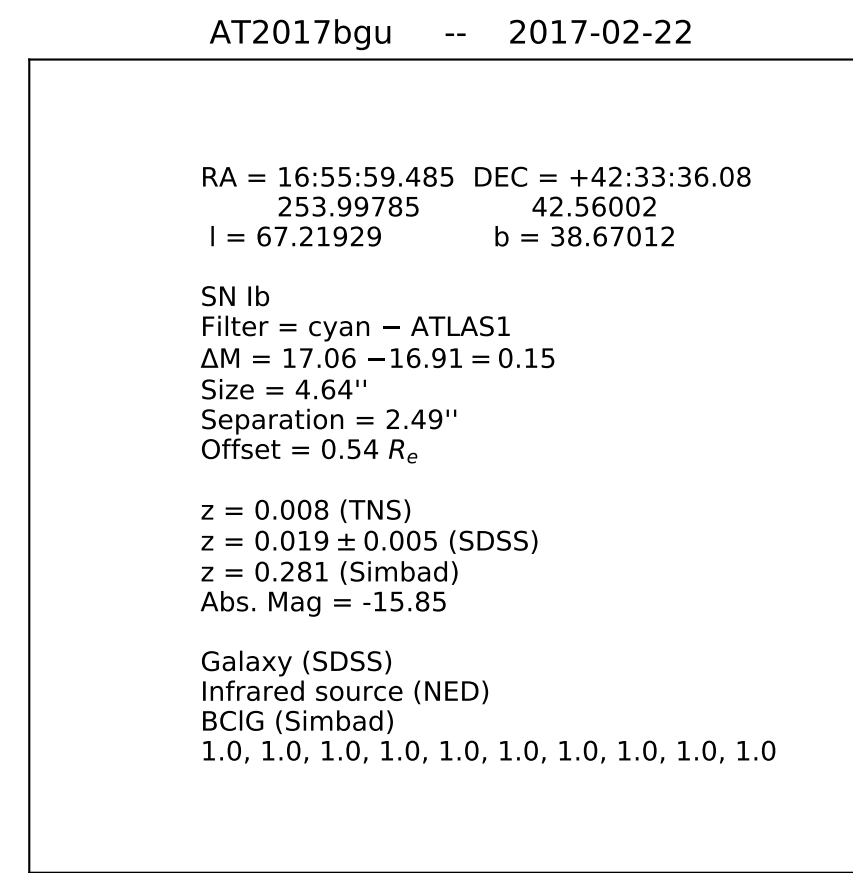 AT2017bgu -- 2017-02-22
RA = 16:55:59.485 DEC = +42:33:36.08
253.99785 42.56002
l = 67.21929 b = 38.67012
SN Ib
Filter = cyan − ATLAS1
ΔM = 17.06 −16.91 = 0.15
Size = 4.64''
Separation = 2.49''
Offset = 0.54 Re
z = 0.008 (TNS)
z = 0.019 ± 0.005 (SDSS)
z = 0.281 (Simbad)
Abs. Mag = -15.85
Galaxy (SDSS)
Infrared source (NED)
BClG (Simbad)
1.0, 1.0, 1.0, 1.0, 1.0, 1.0, 1.0, 1.0, 1.0, 1.0